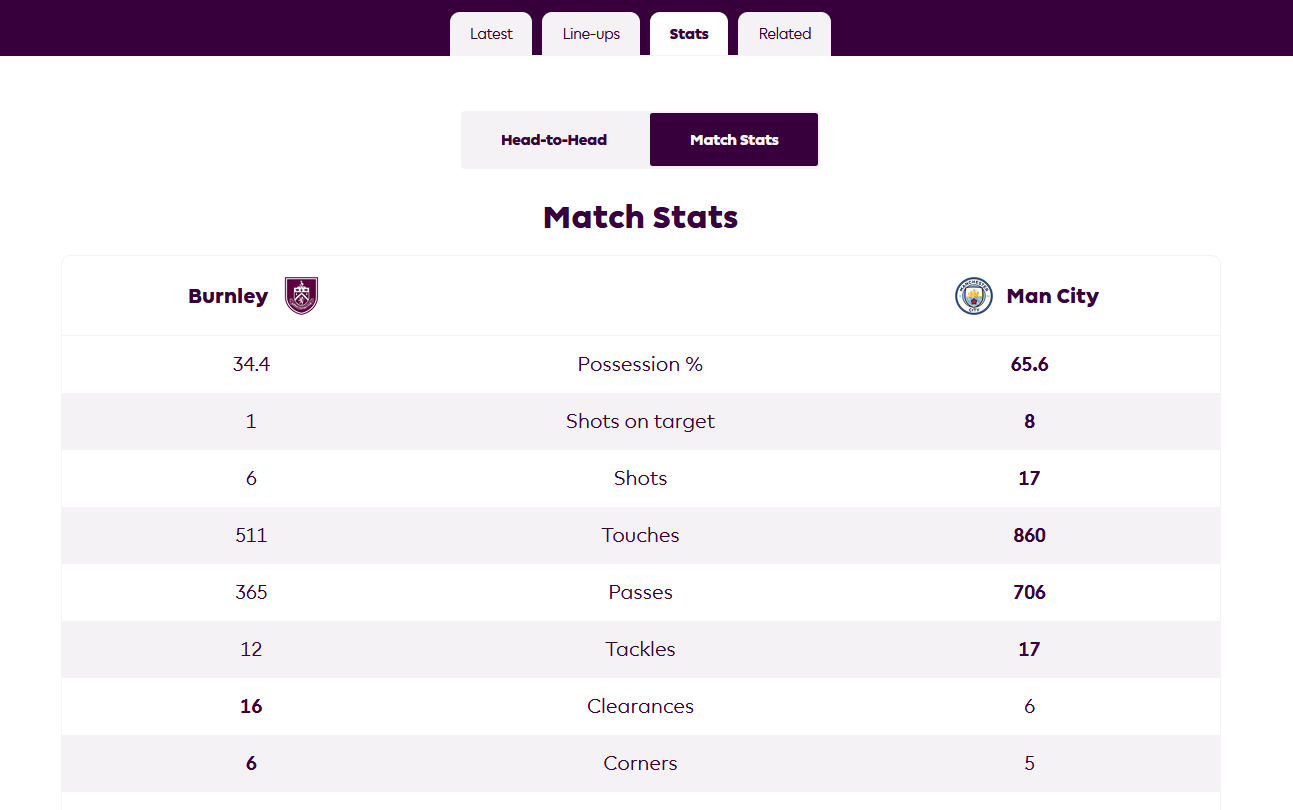 Latest Line-ups Stats Related
Head-to-Head Match Stats
Match Stats
Burnley Man City
34.4 Possession % 65.6
1 Shots on target 8
6 Shots 17
511 Touches 860
365 Passes 706
12 Tackles 17
16 Clearances 6
6 Corners 5